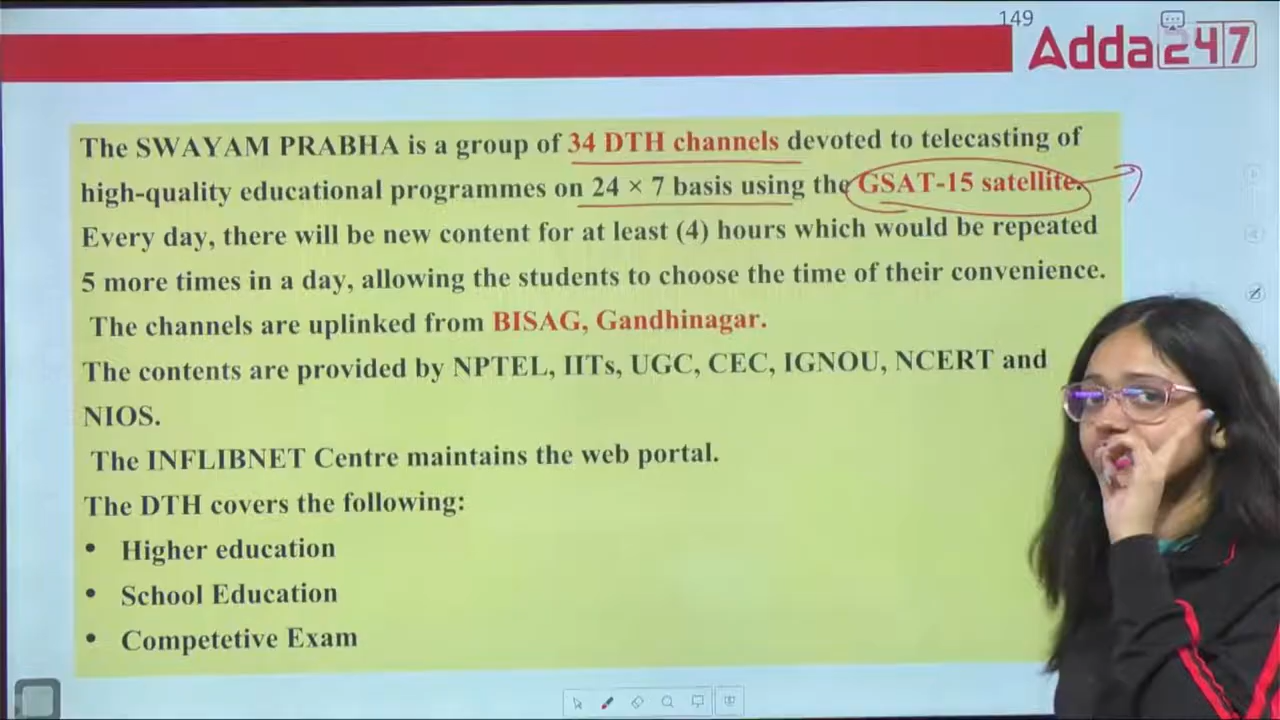 149
Adda247
The SWAYAM PRABHA is a group of 34 DTH channels devoted to telecasting of
high-quality educational programmes on 24 × 7 basis using the GSAT-15 satellite.
Every day, there will be new content for at least (4) hours which would be repeated
5 more times in a day, allowing the students to choose the time of their convenience.
The channels are uplinked from BISAG, Gandhinagar.
The contents are provided by NPTEL, IITs, UGC, CEC, IGNOU, NCERT and
NIOS.
The INFLIBNET Centre maintains the web portal.
The DTH covers the following:
• Higher education
• School Education
• Competetive Exam